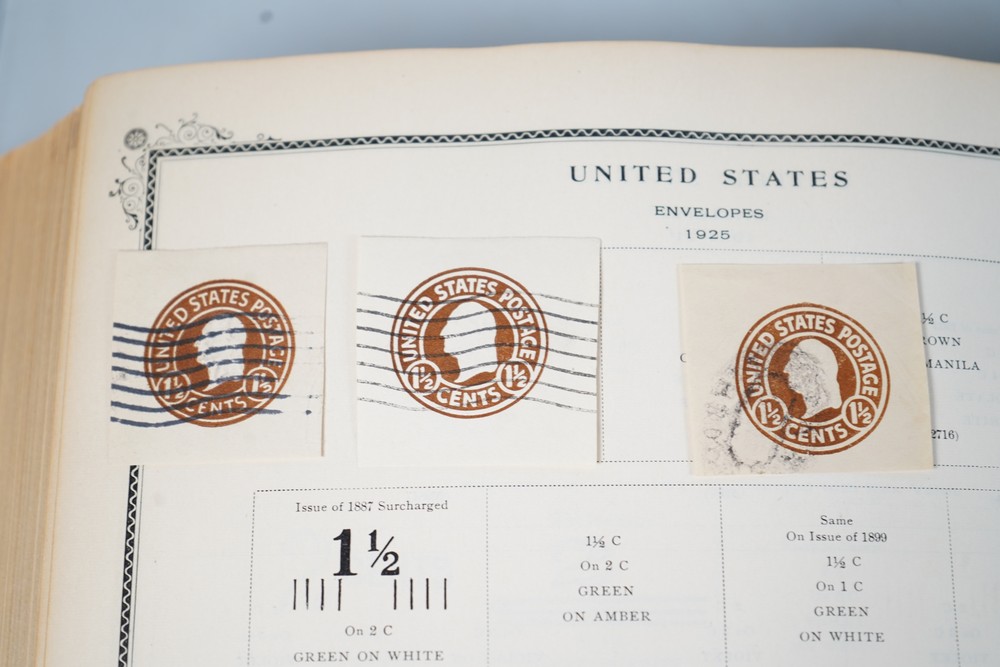 UNITED STATES
ENVELOPES
1925
UNITED STATES POSTAGE
1½ 1½
CENTS
UNITED STATES POSTAGE
1½ 1½
CENTS
UNITED STATES POSTAGE
1½ 1½
CENTS
½ C
ROWN
MANILA
2716)
Issue of 1887 Surcharged
1½
On 2 C
GREEN ON WHITE
1½ C
On 2 C
GREEN
ON AMBER
Same
On Issue of 1899
1½ C
On 1 C
GREEN
ON WHITE